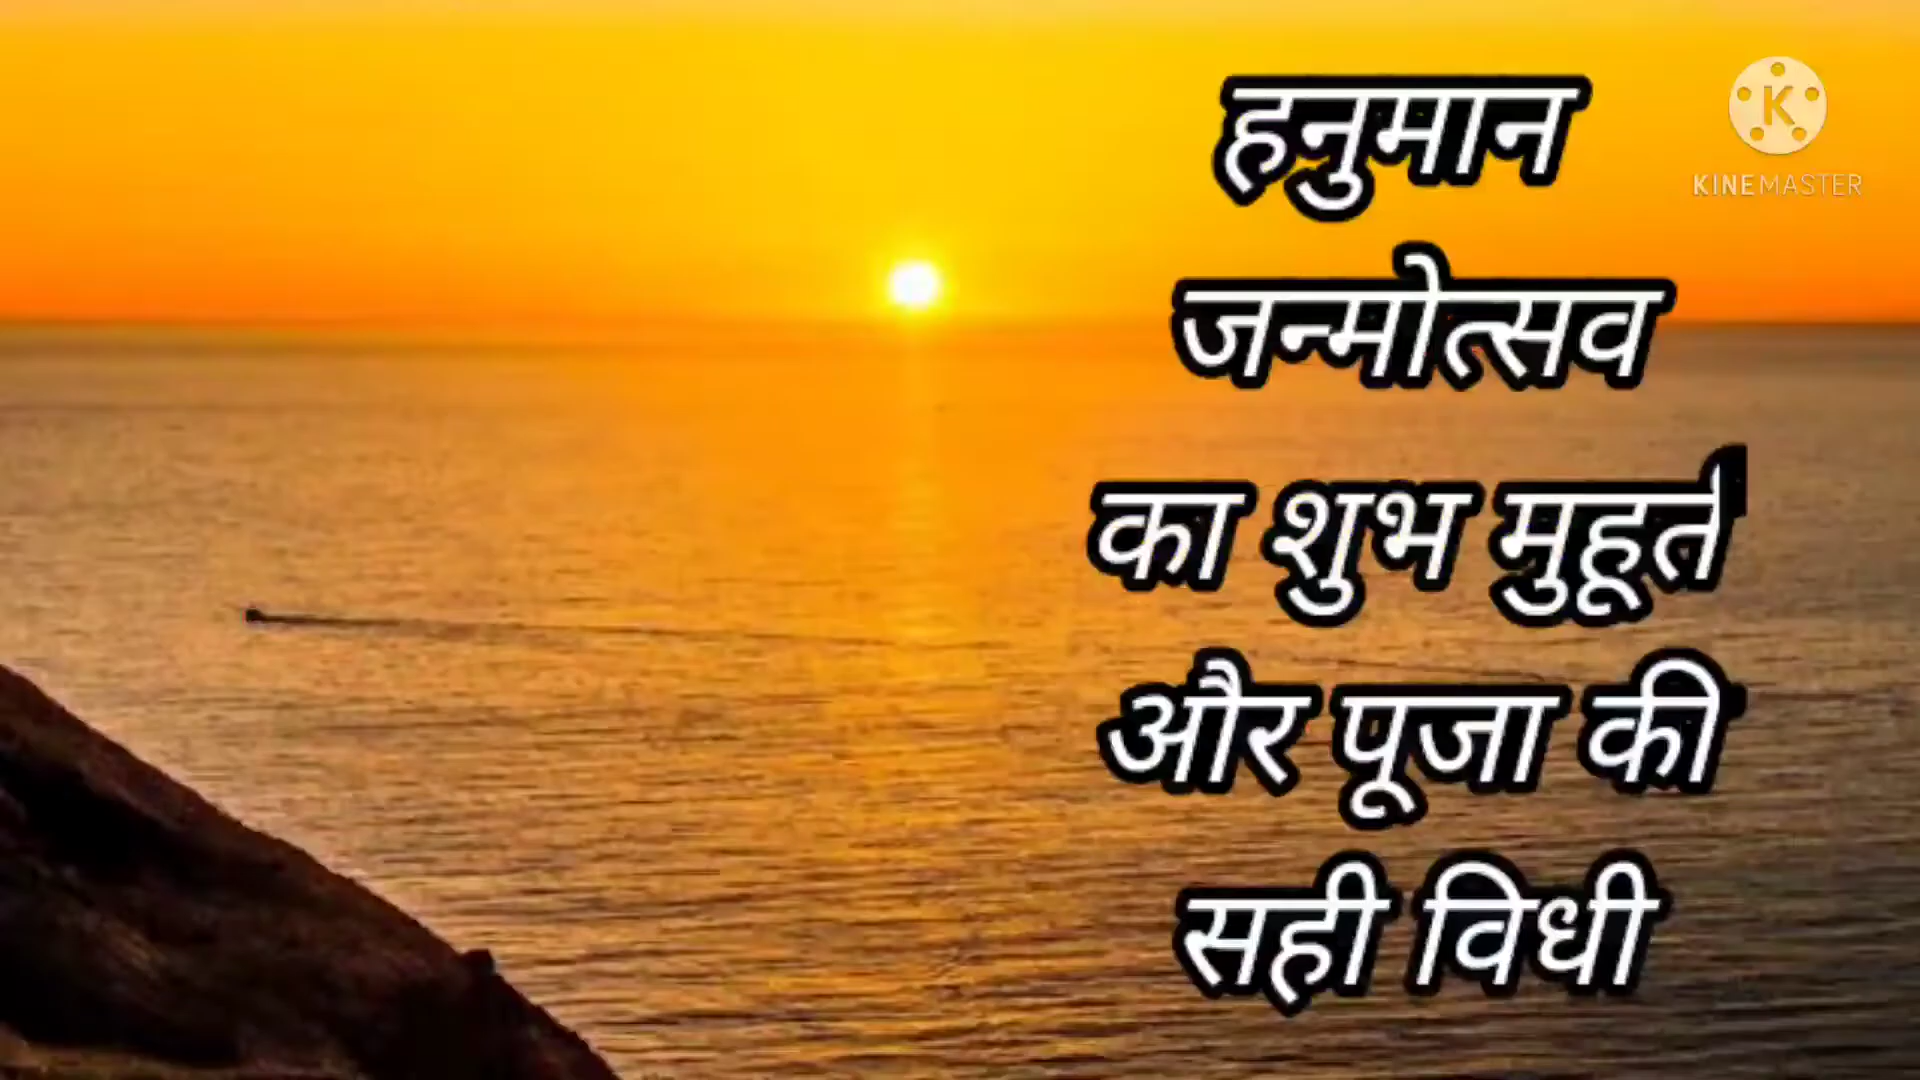 हनुमान
जन्मोत्सव
का शुभ मुहूर्त
और पूजा की
सही विधी
K
KINEMASTER